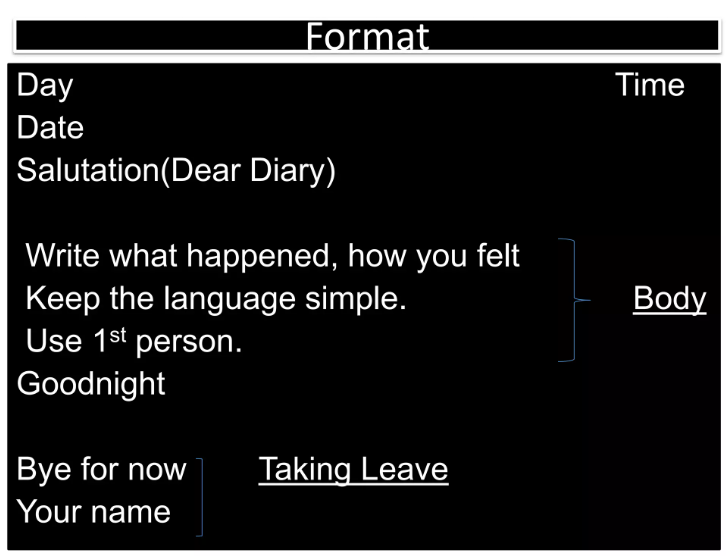 Format
Day Time
Date
Salutation(Dear Diary)
Write what happened, how you felt
Keep the language simple. Body
Use 1st person.
Goodnight
Bye for now Taking Leave
Your name